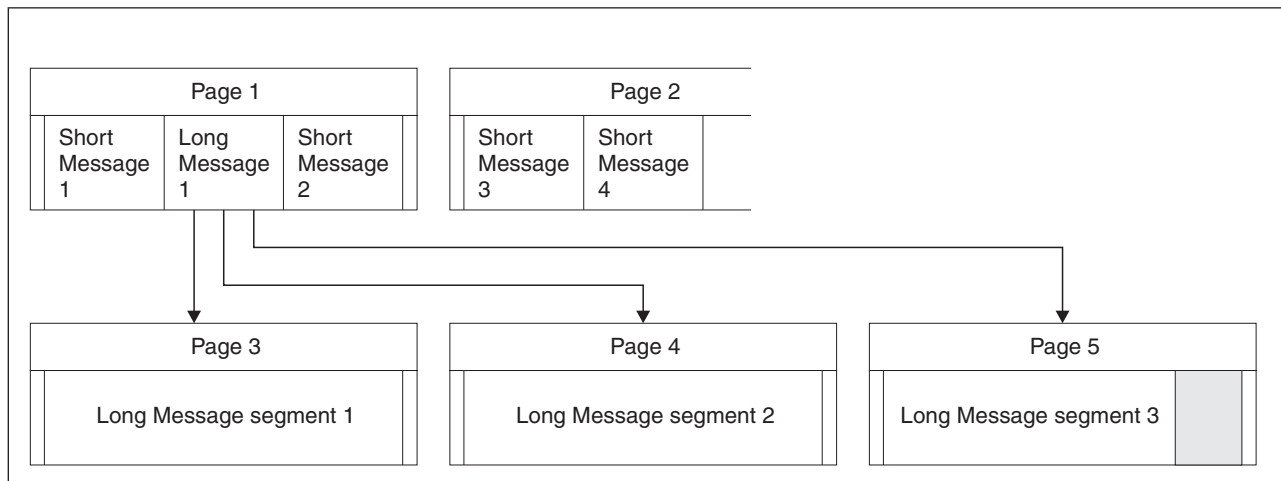 Page 1
Page 2
Short
Message
1
Long
Message
1
Short
Message
2
Short
Message
3
Short
Message
4
Page 3
Page 4
Page 5
Long Message segment 1
Long Message segment 2
Long Message segment 3